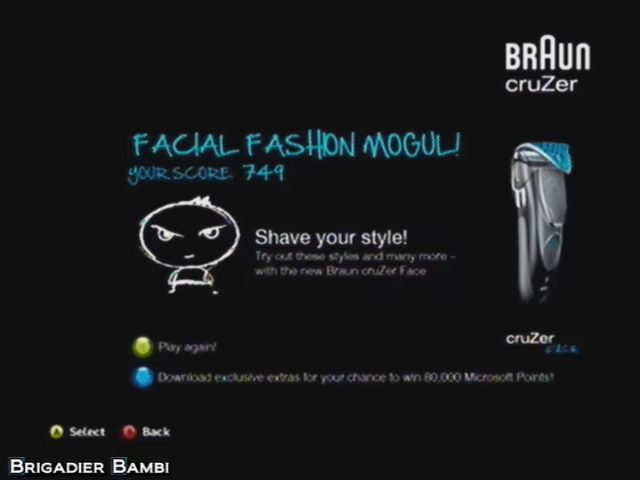 BRAUN
cruZer
FACIAL FASHION MOGUL!
YOUR SCORE: 749
Shave your style!
Try out these styles and many more -
with the new Braun cruZer Face
cruZer
FACE
Play again!
Download exclusive extras for your chance to win 80,000 Microsoft Points!
A Select B Back
BRIGADIER BAMBI